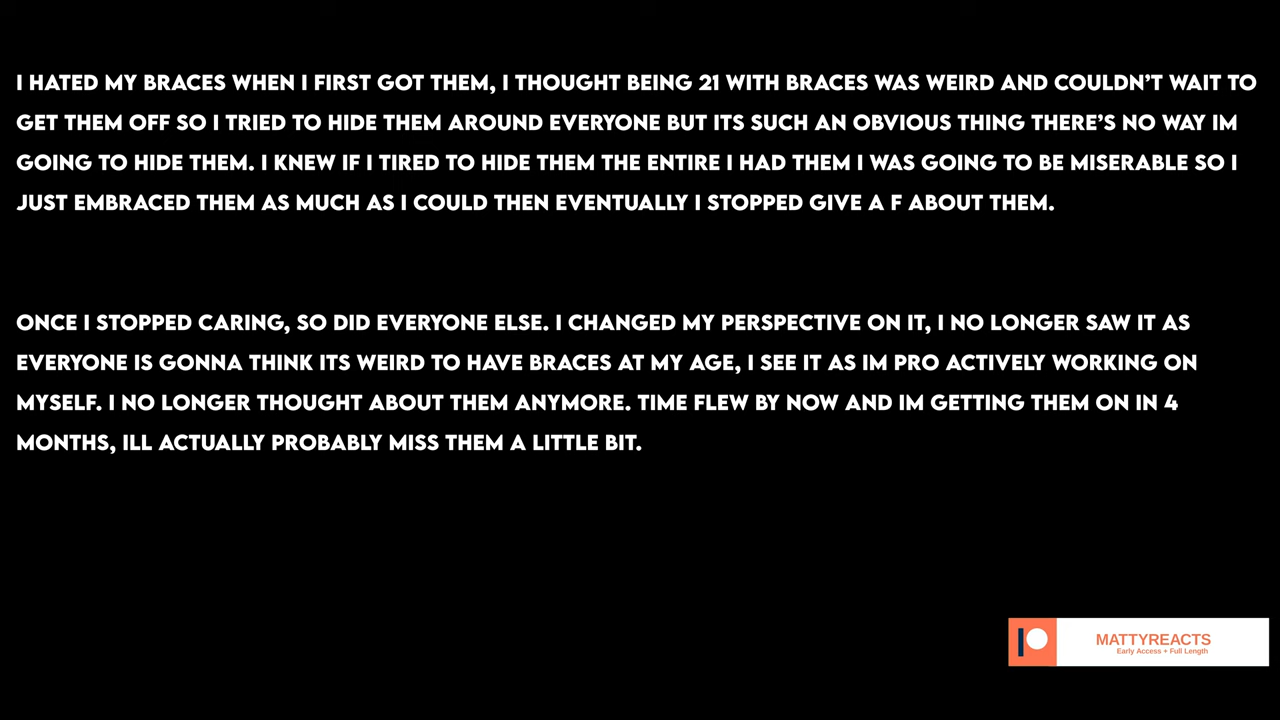 I HATED MY BRACES WHEN I FIRST GOT THEM, I THOUGHT BEING 21 WITH BRACES WAS WEIRD AND COULDN'T WAIT TO
GET THEM OFF SO I TRIED TO HIDE THEM AROUND EVERYONE BUT ITS SUCH AN OBVIOUS THING THERE'S NO WAY IM
GOING TO HIDE THEM. I KNEW IF I TIRED TO HIDE THEM THE ENTIRE I HAD THEM I WAS GOING TO BE MISERABLE SO I
JUST EMBRACED THEM AS MUCH AS I COULD THEN EVENTUALLY I STOPPED GIVE A F ABOUT THEM.
ONCE I STOPPED CARING, SO DID EVERYONE ELSE. I CHANGED MY PERSPECTIVE ON IT, I NO LONGER SAW IT AS
EVERYONE IS GONNA THINK ITS WEIRD TO HAVE BRACES AT MY AGE, I SEE IT AS IM PRO ACTIVELY WORKING ON
MYSELF. I NO LONGER THOUGHT ABOUT THEM ANYMORE. TIME FLEW BY NOW AND IM GETTING THEM ON IN 4
MONTHS, ILL ACTUALLY PROBABLY MISS THEM A LITTLE BIT.
MATTYREACTS
Early Access + Full Length